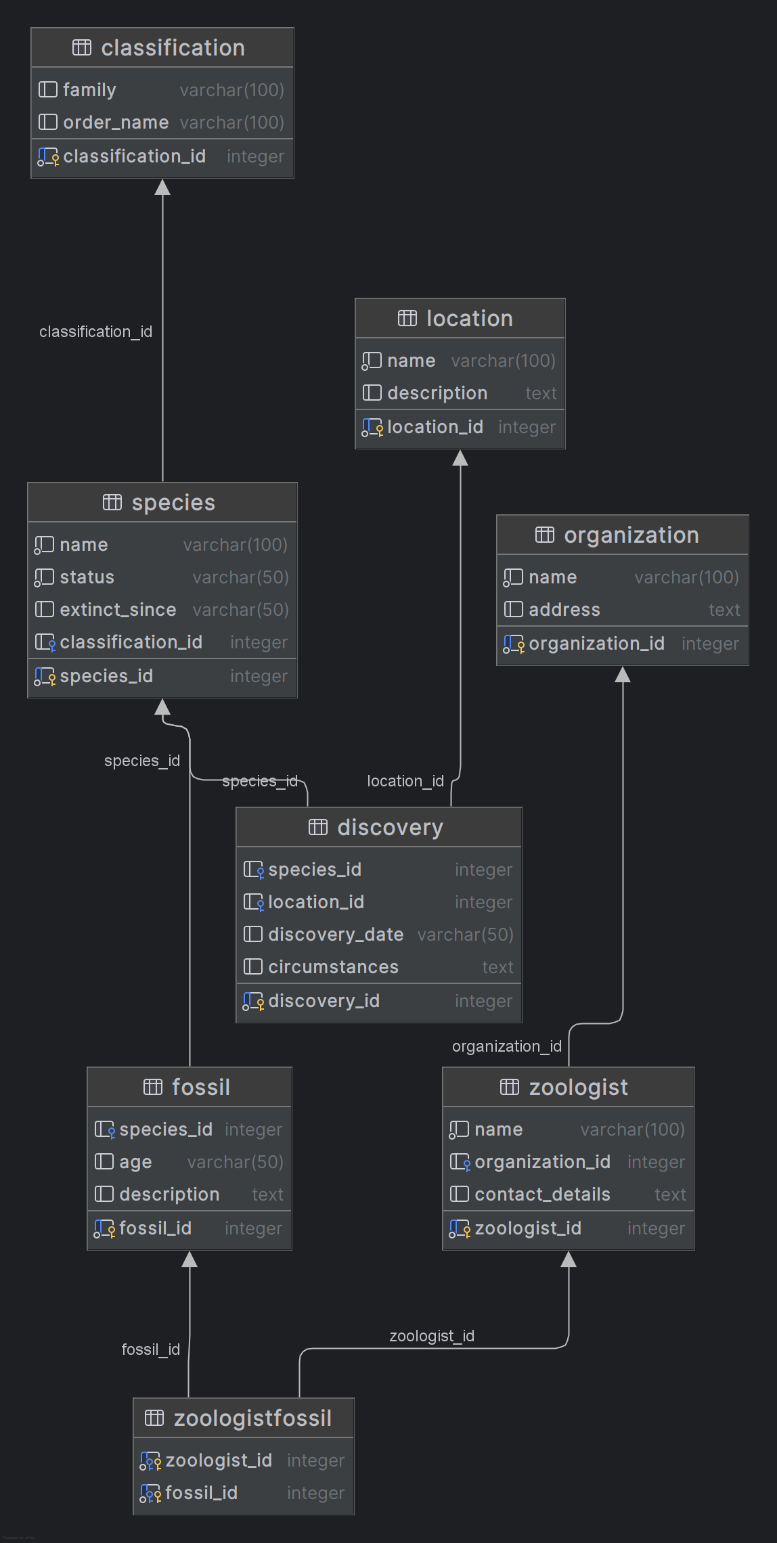 classification
family varchar(100)
order_name varchar(100)
classification_id integer
classification_id
location
name varchar(100)
description text
location_id integer
species
name varchar(100)
status varchar(50)
extinct_since varchar(50)
classification_id integer
species_id integer
organization
name varchar(100)
address text
organization_id integer
species_id
species_id
location_id
discovery
species_id integer
location_id integer
discovery_date varchar(50)
circumstances text
discovery_id integer
organization_id
fossil
species_id integer
age varchar(50)
description text
fossil_id integer
zoologist
name varchar(100)
organization_id integer
contact_details text
zoologist_id integer
fossil_id
zoologist_id
zoologistfossil
zoologist_id integer
fossil_id integer